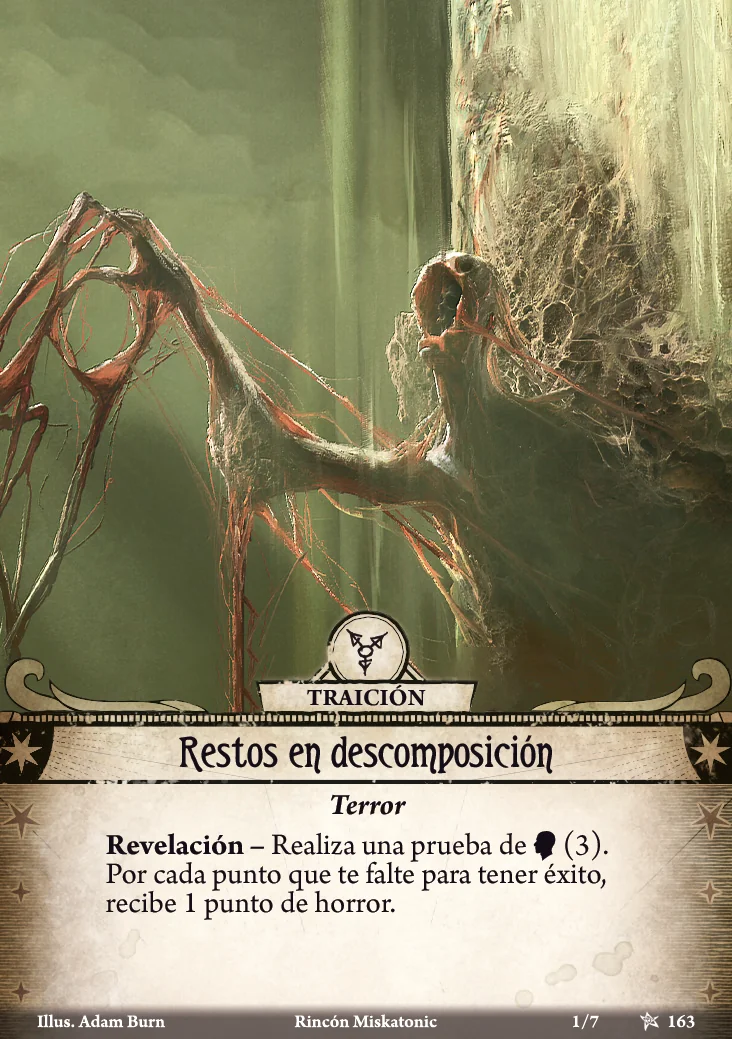 TRAICIÓN
Restos en descomposición
Terror
Revelación – Realiza una prueba de (3).
Por cada punto que te falte para tener éxito,
recibe 1 punto de horror.
Illus. Adam Burn Rincón Miskatonic 1/7 163